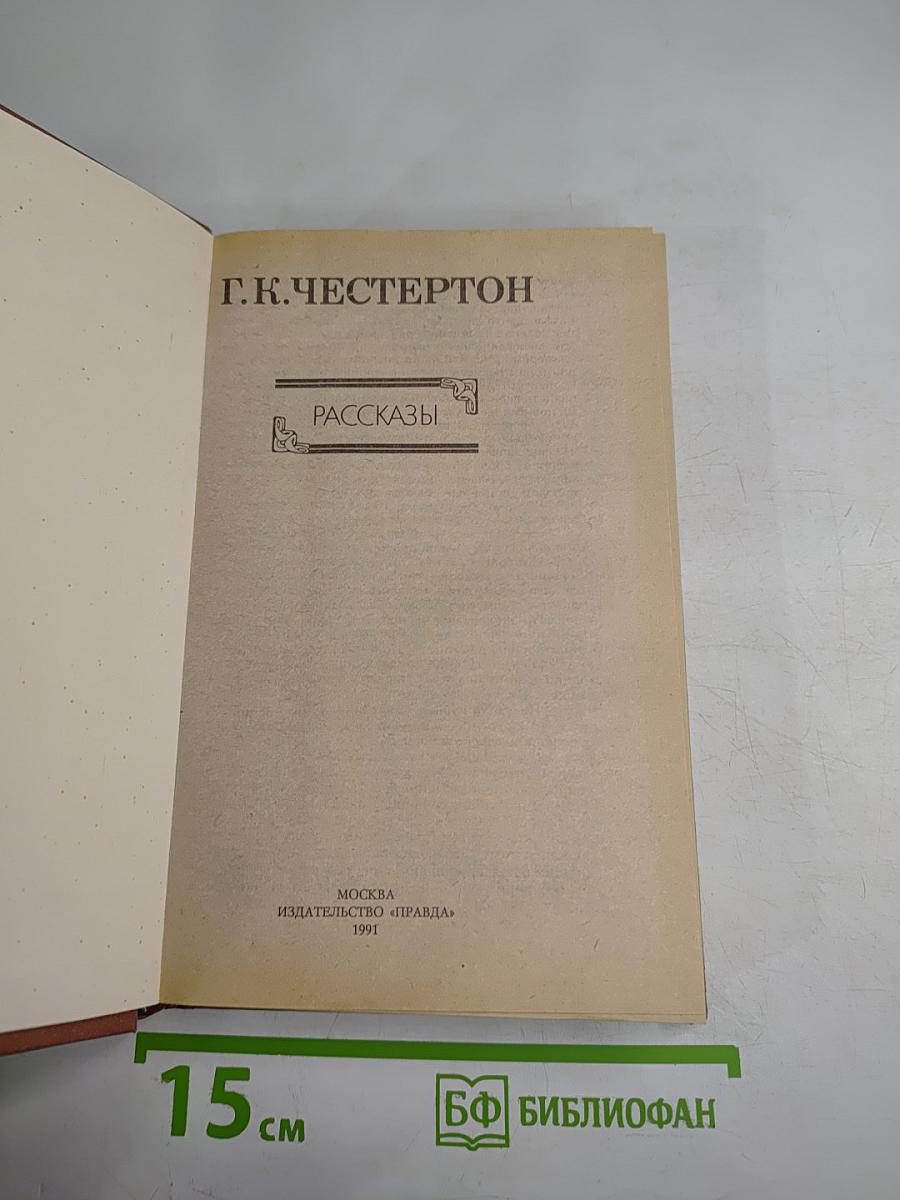 Г. К. ЧЕСТЕРТОН
РАССКАЗЫ
МОСКВА
ИЗДАТЕЛЬСТВО «ПРАВДА»
1991
15 см
БФ БИБЛИОФАН